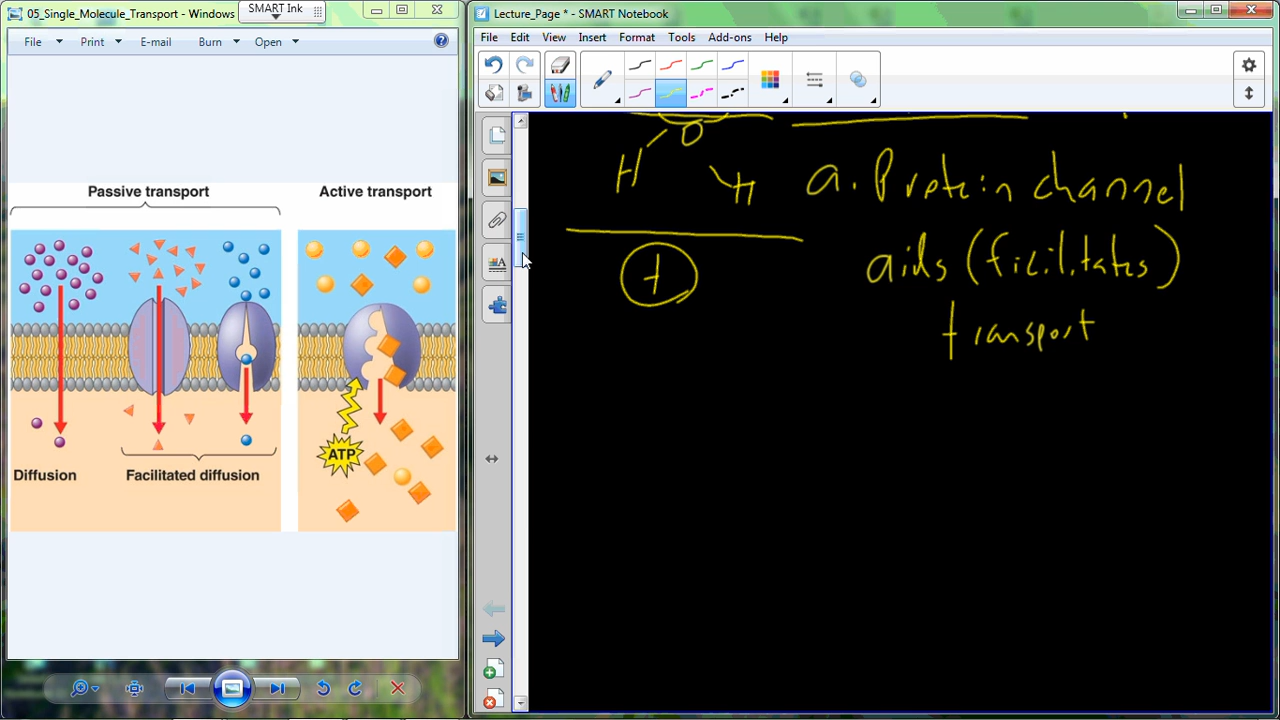 05_Single_Molecule_Transport - Windows
SMART Ink
File Print E-mail Burn Open
Passive transport
Active transport
ATP
Diffusion
Facilitated diffusion
Lecture_Page * - SMART Notebook
File Edit View Insert Format Tools Add-ons Help
O
H
H
+
a. Protein channel
aids (facilitates)
transport